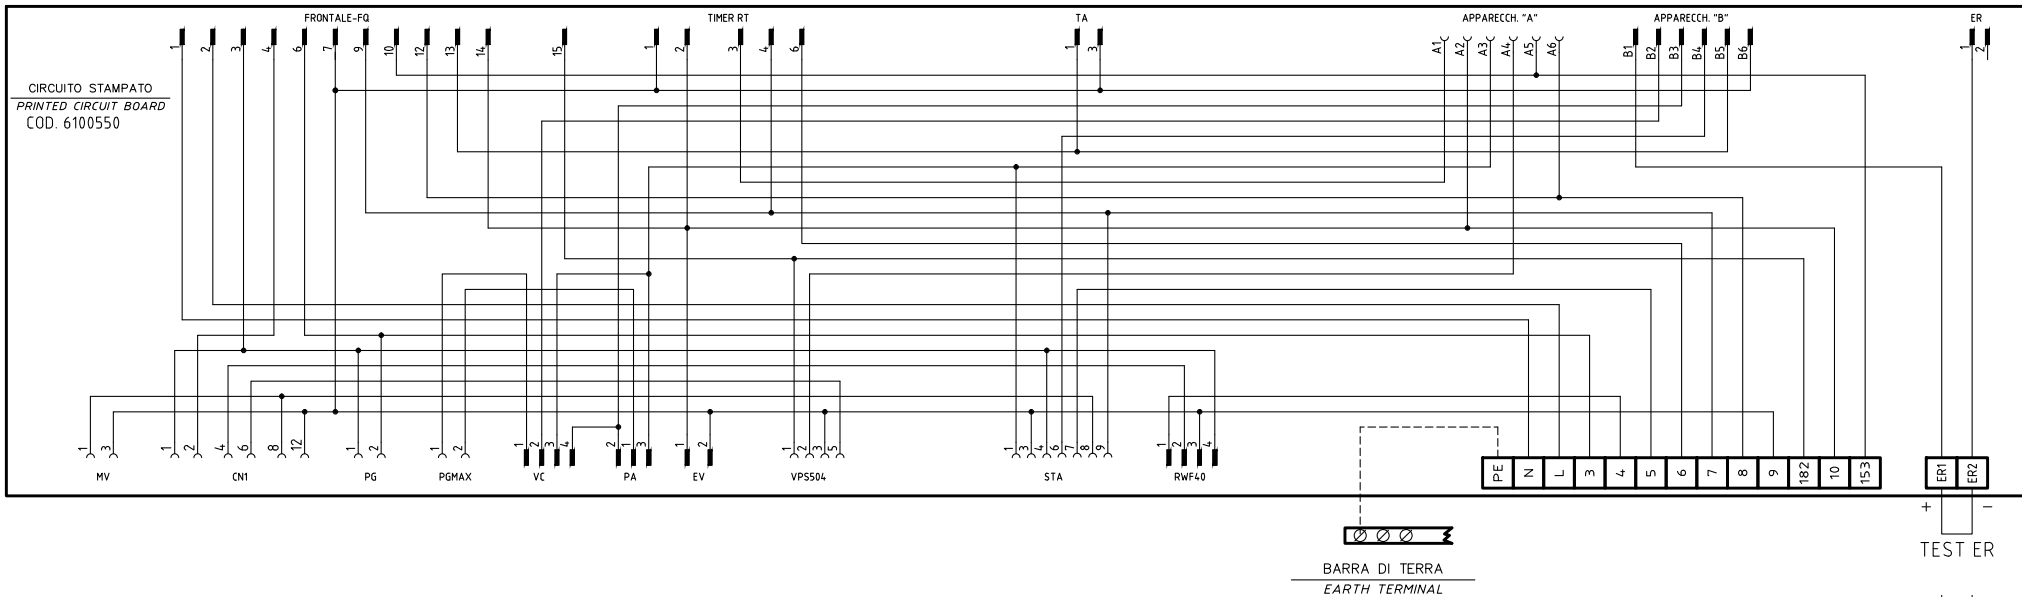 FRONTALE-FQ TIMER RT TA APPARECCH. "A" APPARECCH. "B" ER
1 2 3 4 6 7 9 10 12 13 14 15 1 2 3 4 6 1 3 A1 A2 A3 A4 A5 A6 B1 B2 B3 B4 B5 B6 1 2
CIRCUITO STAMPATO
PRINTED CIRCUIT BOARD
COD. 6100550
1 3 1 2 4 6 8 12 1 2 1 2 1 2 3 4 2 1 3 1 2 1 2 3 5 1 3 4 6 7 8 9 1 2 3 4
MV CN1 PG PGMAX VC PA EV VPS504 STA RWF40
PE N L 3 4 5 6 7 8 9 182 10 153 ER1 ER2
+ -
TEST ER
BARRA DI TERRA
EARTH TERMINAL